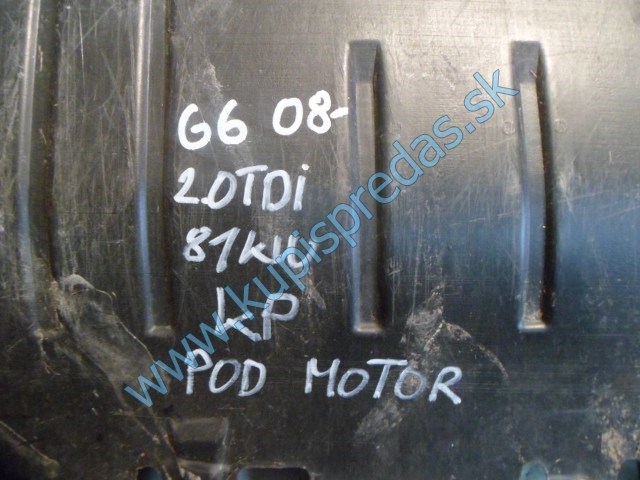 G6 08-
2.0TDi
81kW
KP
POD MOTOR
www.kupispredas.sk